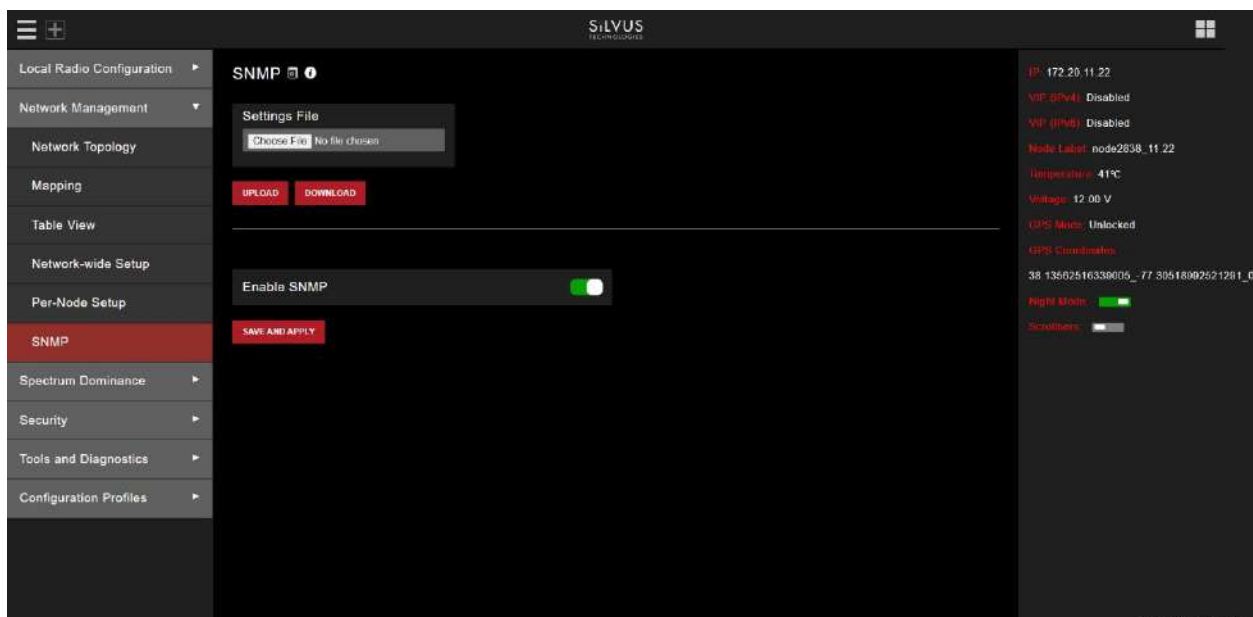 SiLVUS
TECHNOLOGIES
Local Radio Configuration
Network Management
Network Topology
Mapping
Table View
Network-wide Setup
Per-Node Setup
SNMP
Spectrum Dominance
Security
Tools and Diagnostics
Configuration Profiles
SNMP
Settings File
Choose File No file chosen
UPLOAD DOWNLOAD
Enable SNMP
SAVE AND APPLY
IP: 172.20.11.22
VIP (IPv4): Disabled
VIP (IPv6): Disabled
Node Label: node2838_11.22
Temperature: 41°C
Voltage: 12.00 V
GPS Mode: Unlocked
GPS Coordinates:
Night Mode:
Scrollbars: